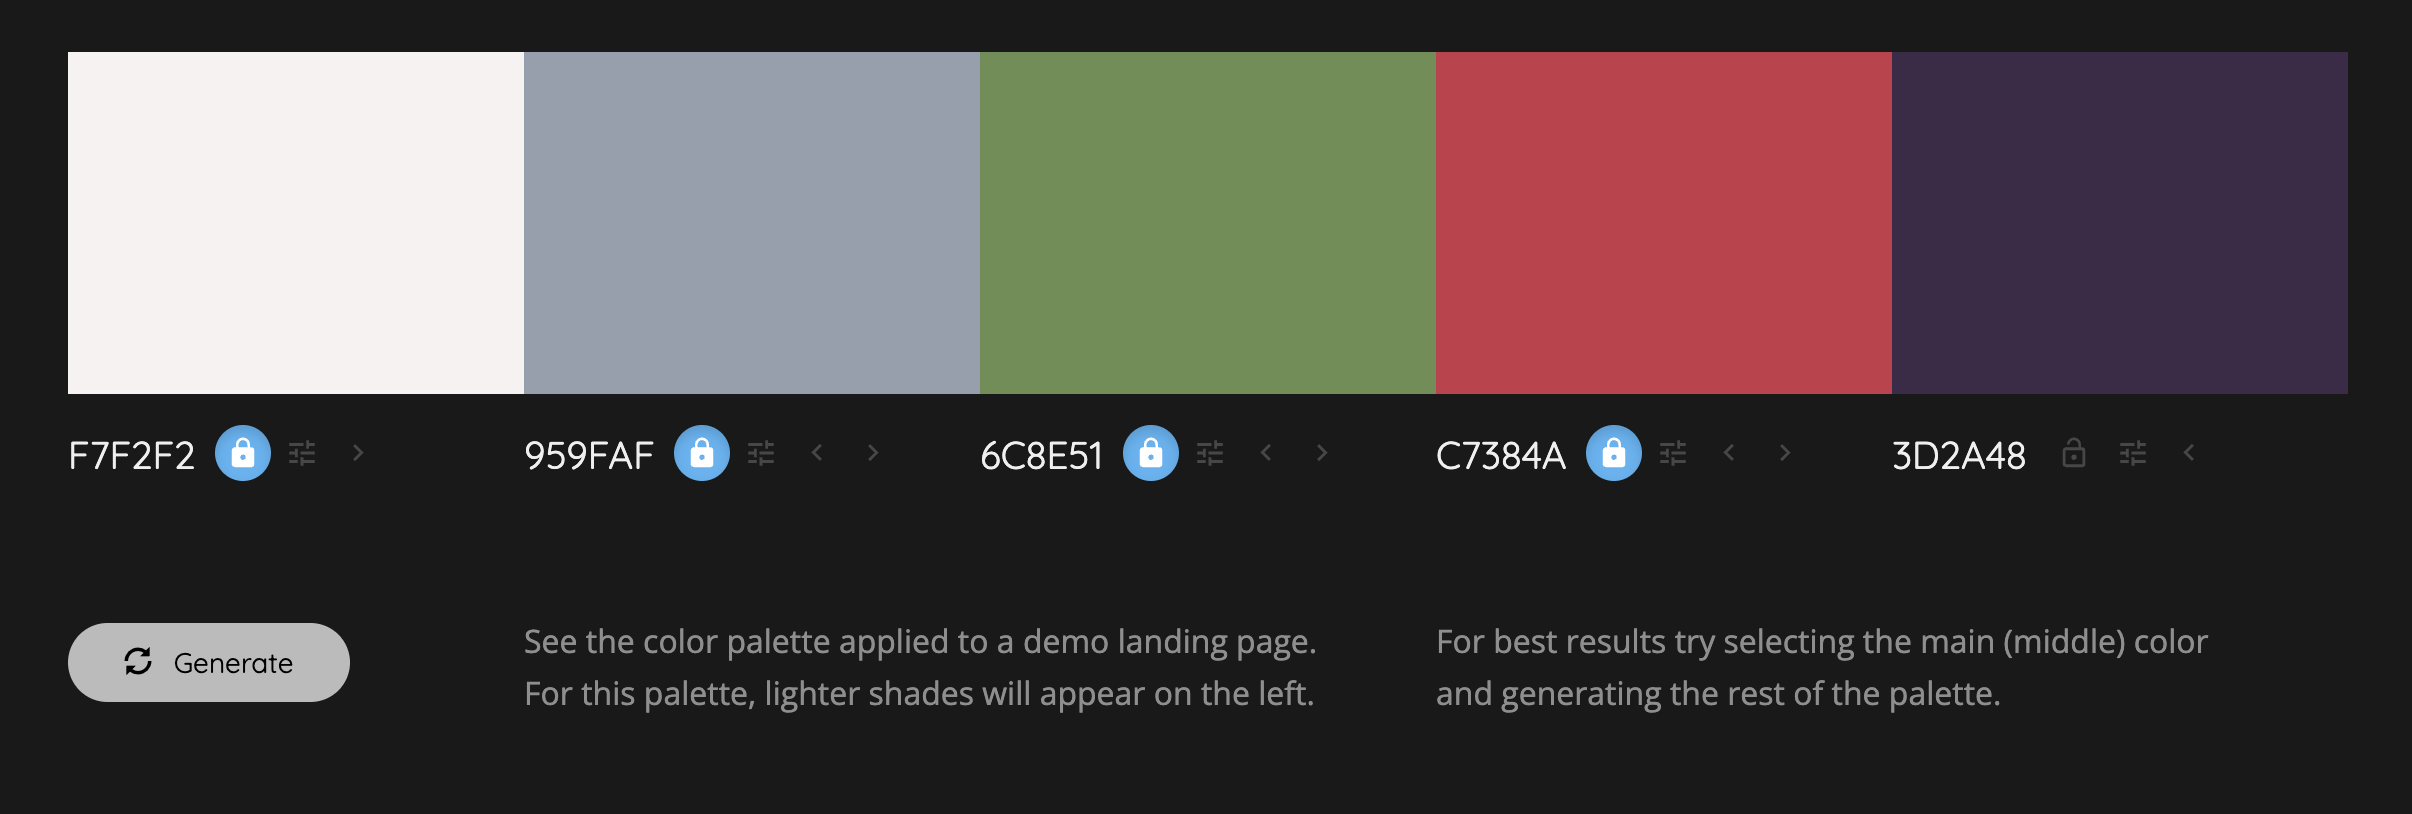 F7F2F2
959FAF
6C8E51
C7384A
3D2A48
Generate
See the color palette applied to a demo landing page.
For this palette, lighter shades will appear on the left.
For best results try selecting the main (middle) color
and generating the rest of the palette.